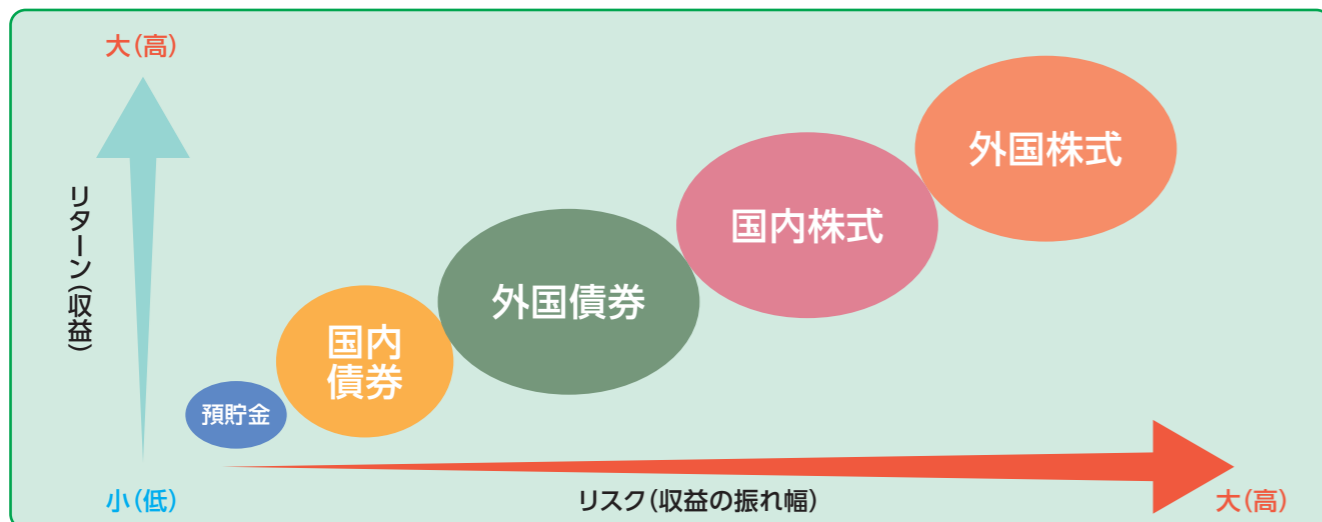 大(高)
リターン(収益)
外国株式
国内株式
外国債券
国内
債券
預貯金
小(低)
リスク(収益の振れ幅)
大(高)